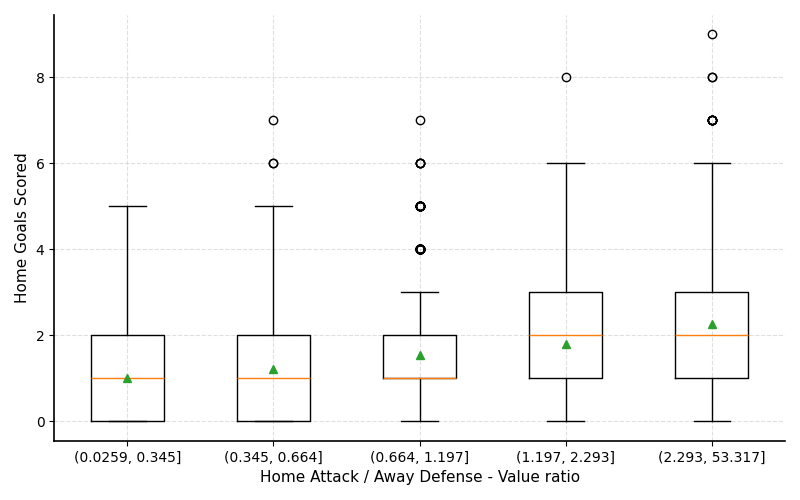 Home Goals Scored
8
6
4
2
0
(0.0259, 0.345] (0.345, 0.664] (0.664, 1.197] (1.197, 2.293] (2.293, 53.317]
Home Attack / Away Defense - Value ratio